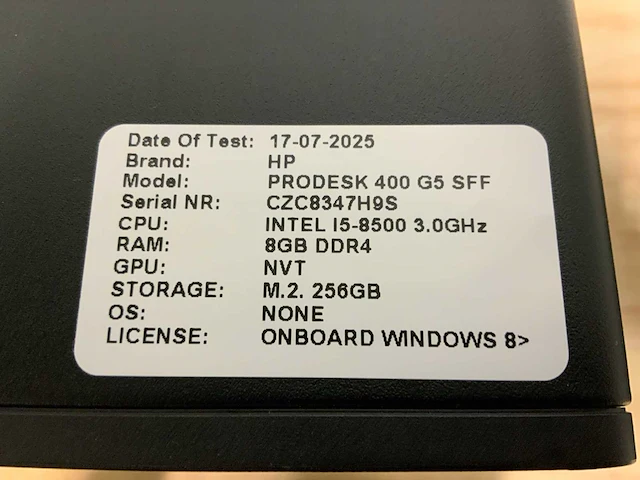 Date Of Test: 17-07-2025
Brand: HP
Model: PRODESK 400 G5 SFF
Serial NR: CZC8347H9S
CPU: INTEL I5-8500 3.0GHz
RAM: 8GB DDR4
GPU: NVT
STORAGE: M.2. 256GB
OS: NONE
LICENSE: ONBOARD WINDOWS 8>